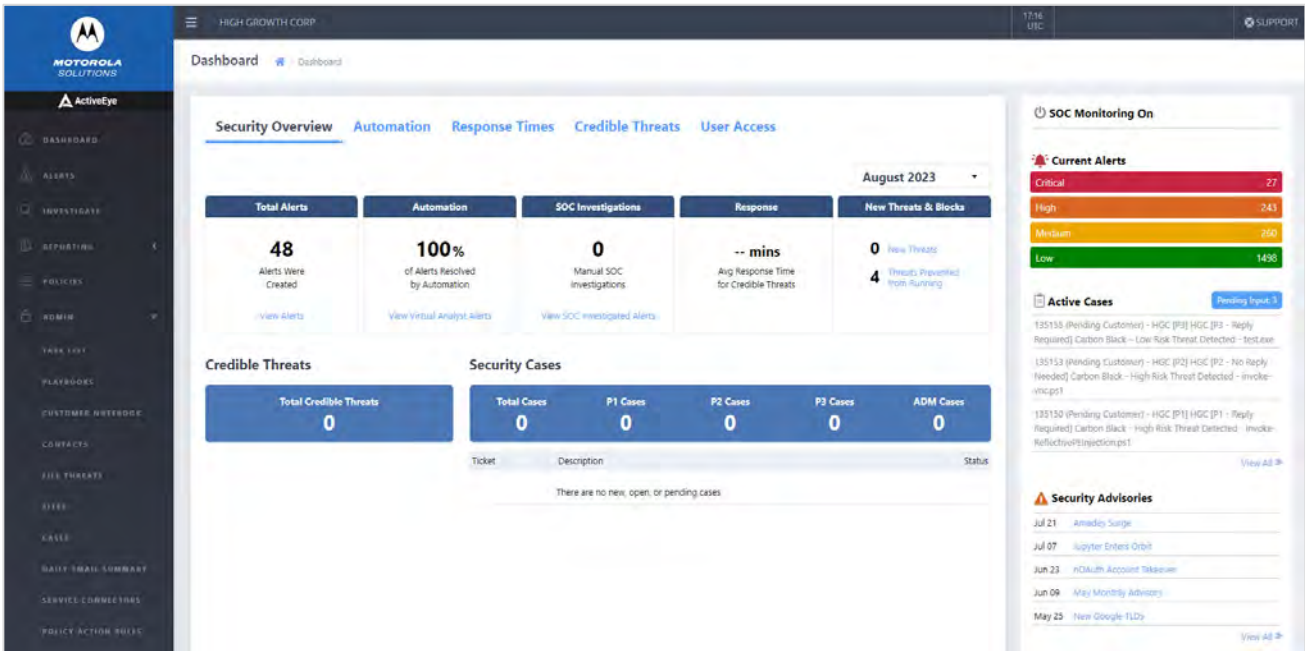 MOTOROLA
SOLUTIONS
ActiveEye
DASHBOARD
ALERTS
INVESTIGATE
REPORTING
POLICIES
ADMIN
TASK LIST
PLAYBOOKS
CUSTOMER NOTEBOOK
CONTACTS
FILE THREATS
SITES
CASES
DAILY EMAIL SUMMARY
SERVICE CONNECTORS
POLICY ACTION RULES
HIGH GROWTH CORP
17:16
UTC
SUPPORT
Dashboard Dashboard
Security Overview Automation Response Times Credible Threats User Access
August 2023
Total Alerts
48
Alerts Were
Created
View Alerts
Automation
100%
of Alerts Resolved
by Automation
View Virtual Analyst Alerts
SOC Investigations
0
Manual SOC
Investigations
View SOC Investigated Alerts
Response
-- mins
Avg Response Time
for Credible Threats
New Threats & Blocks
0 New Threats
4 Threats Prevented
from Running
Credible Threats
Total Credible Threats
0
Security Cases
Total Cases P1 Cases P2 Cases P3 Cases ADM Cases
0 0 0 0 0
Ticket Description Status
There are no new, open, or pending cases
SOC Monitoring On
Current Alerts
Critical 27
High 243
Medium 260
Low 1498
Active Cases Pending Input: 3
135155 (Pending Customer) - HGC [P3] HGC [P3 - Reply
Required] Carbon Black - Low Risk Threat Detected - test.exe
135153 (Pending Customer) - HGC [P2] HGC [P2 - No Reply
Needed] Carbon Black - High Risk Threat Detected - invoke-
vnc.ps1
135150 (Pending Customer) - HGC [P1] HGC [P1 - Reply
Required] Carbon Black - High Risk Threat Detected - Invoke-
ReflectivePEInjection.ps1
View All
Security Advisories
Jul 21 Amadey Surge
Jul 07 Jupyter Enters Orbit
Jun 23 nOAuth Account Takeover
Jun 09 May Monthly Advisory
May 25 New Google TLDs
View All